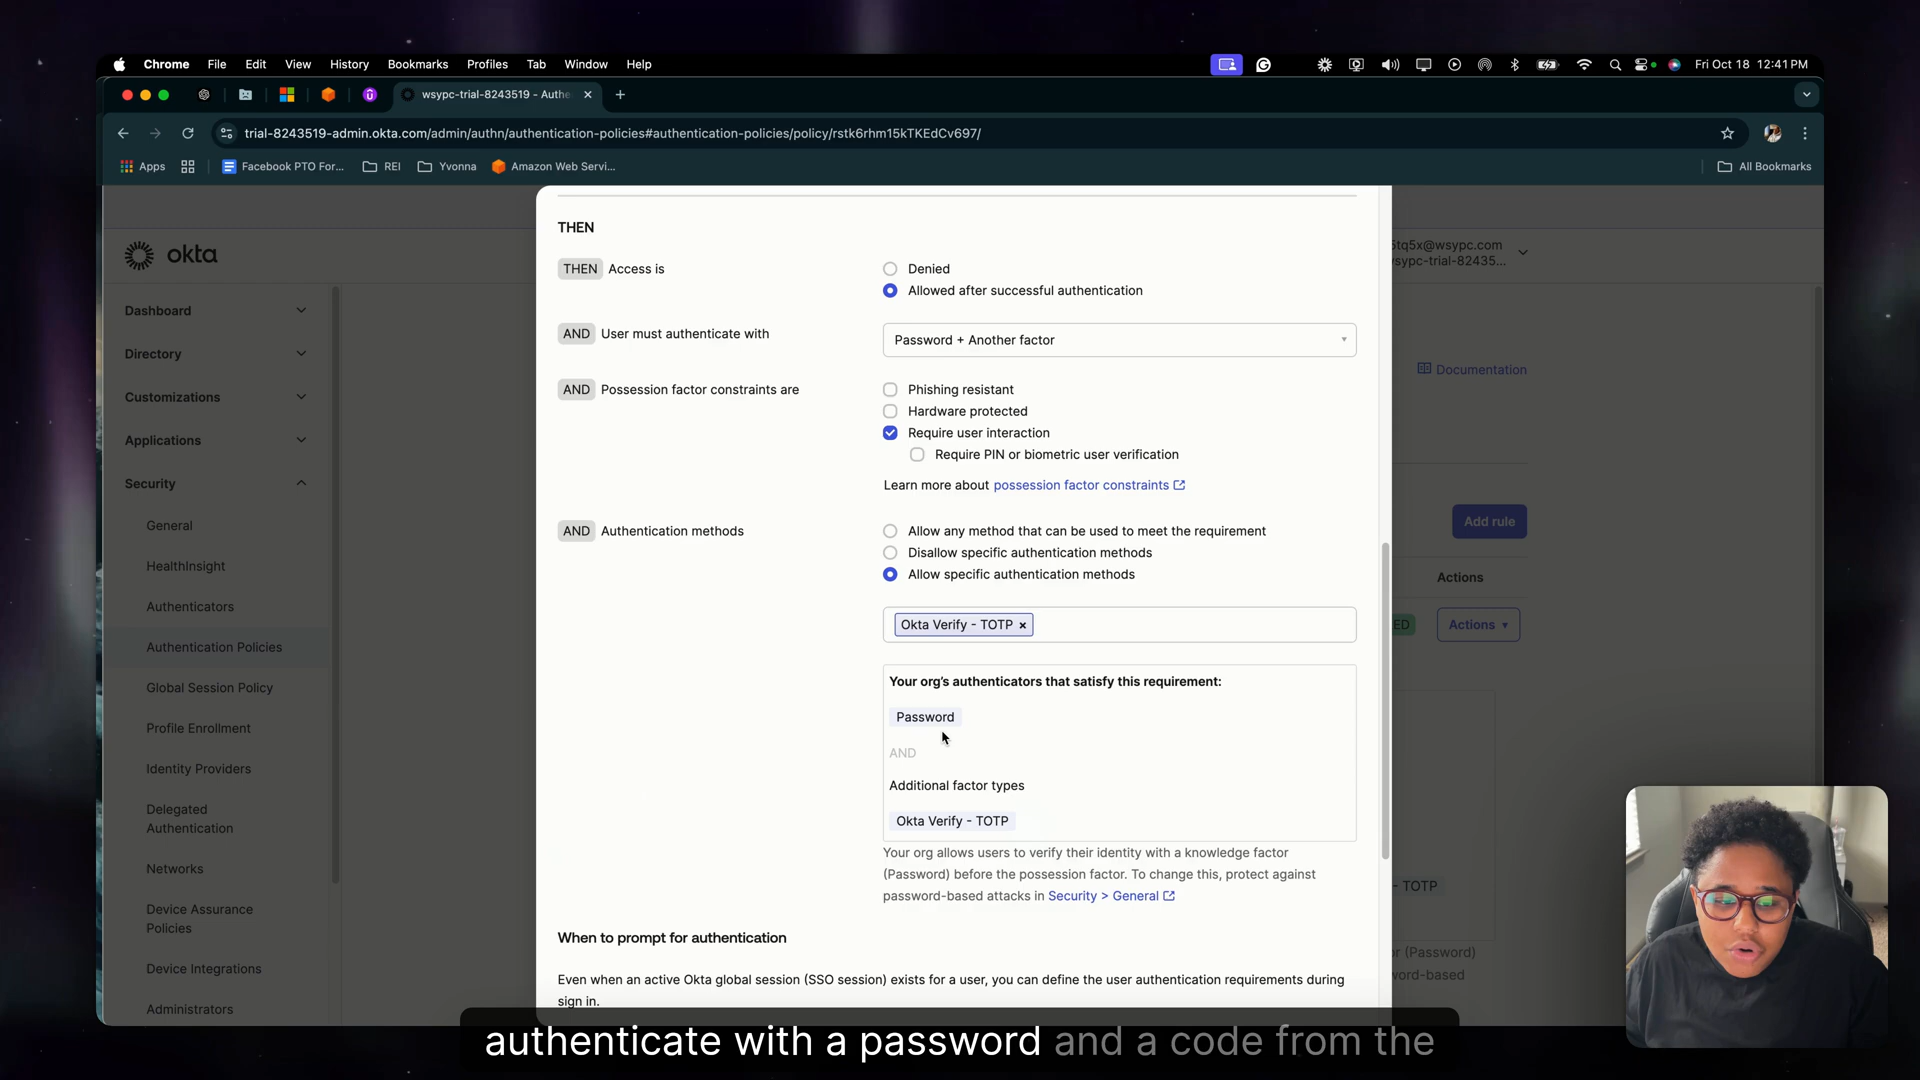 Chrome File Edit View History Bookmarks Profiles Tab Window Help Fri Oct 18 12:41 PM
wsypc-trial-8243519 - Authe
trial-8243519-admin.okta.com/admin/authn/authentication-policies#authentication-policies/policy/rstk6rhm15kTKEdCv697/
Apps Facebook PTO For... REI Yvonna Amazon Web Servi... All Bookmarks
okta
5tq5x@wsypc.com
sypc-trial-82435...
Dashboard
Directory
Customizations
Applications
Security
General
HealthInsight
Authenticators
Authentication Policies
Global Session Policy
Profile Enrollment
Identity Providers
Delegated
Authentication
Networks
Device Assurance
Policies
Device Integrations
Administrators
THEN
THEN Access is
Denied
Allowed after successful authentication
AND User must authenticate with
Password + Another factor
AND Possession factor constraints are
Phishing resistant
Hardware protected
Require user interaction
Require PIN or biometric user verification
Learn more about possession factor constraints
AND Authentication methods
Allow any method that can be used to meet the requirement
Disallow specific authentication methods
Allow specific authentication methods
Okta Verify - TOTP ×
Your org's authenticators that satisfy this requirement:
Password
AND
Additional factor types
Okta Verify - TOTP
Your org allows users to verify their identity with a knowledge factor
(Password) before the possession factor. To change this, protect against
password-based attacks in Security > General
When to prompt for authentication
Even when an active Okta global session (SSO session) exists for a user, you can define the user authentication requirements during
sign in.
Documentation
Add rule
Actions
ED
Actions
- TOTP
or (Password)
word-based
authenticate with a password and a code from the